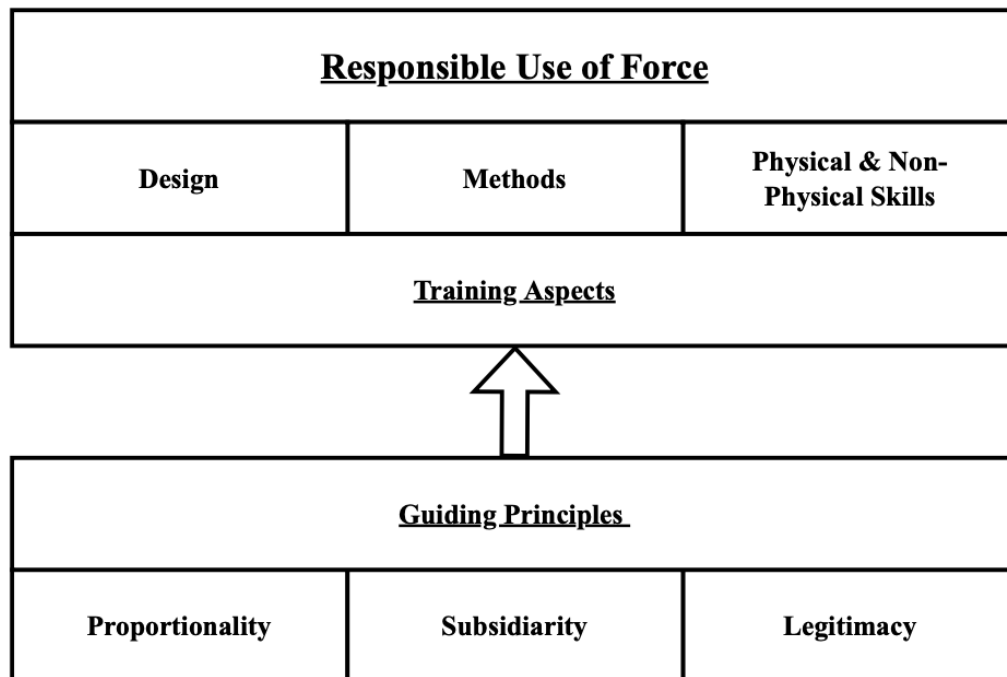 Responsible Use of Force
Design
Methods
Physical & Non-
Physical Skills
Training Aspects
Guiding Principles
Proportionality
Subsidiarity
Legitimacy